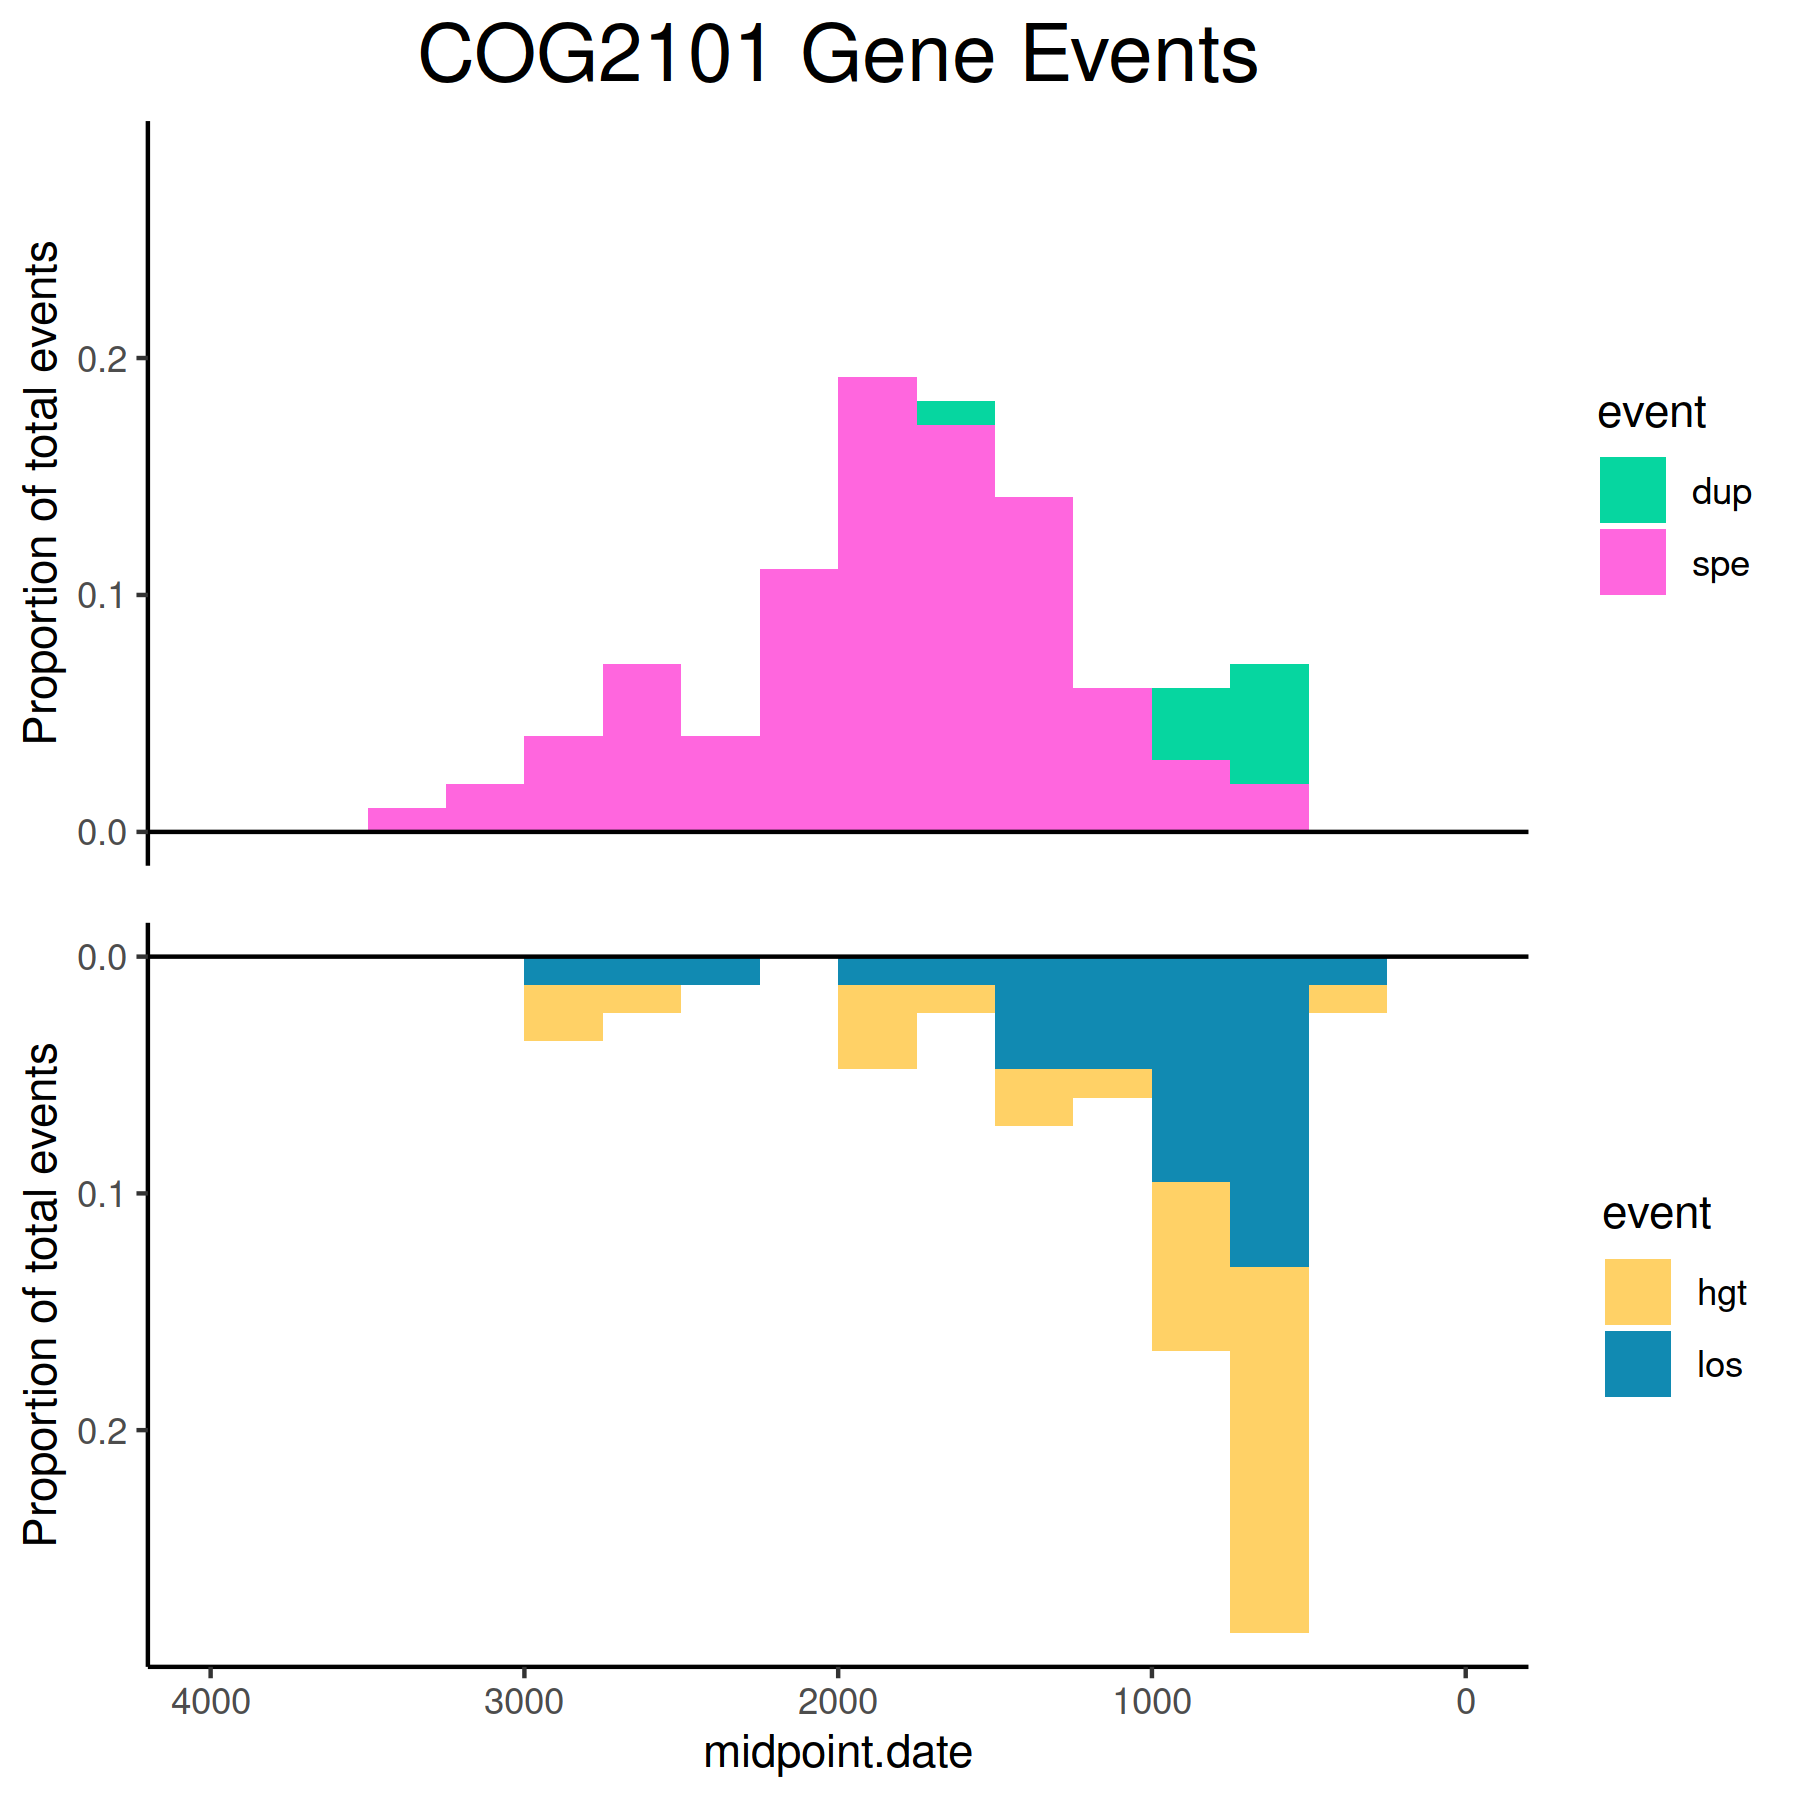 COG2101 Gene Events
Proportion of total events
0.2
0.1
0.0
event
dup
spe
Proportion of total events
0.0
0.1
0.2
event
hgt
los
4000 3000 2000 1000 0
midpoint.date